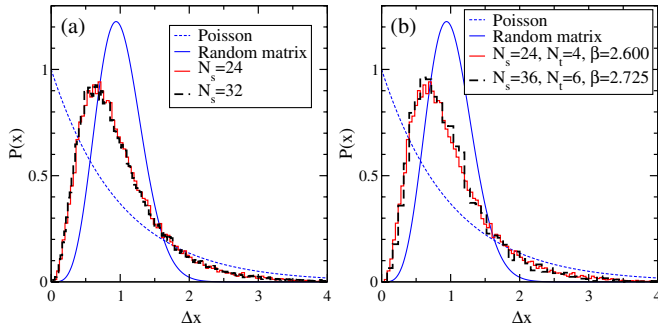 (a)
Poisson
Random matrix
N_s=24
N_s=32
P(x)
1
0.5
0
0
1
2
3
4
Δx
(b)
Poisson
Random matrix
N_s=24, N_t=4, β=2.600
N_s=36, N_t=6, β=2.725
P(x)
1
0.5
0
0
1
2
3
4
Δx